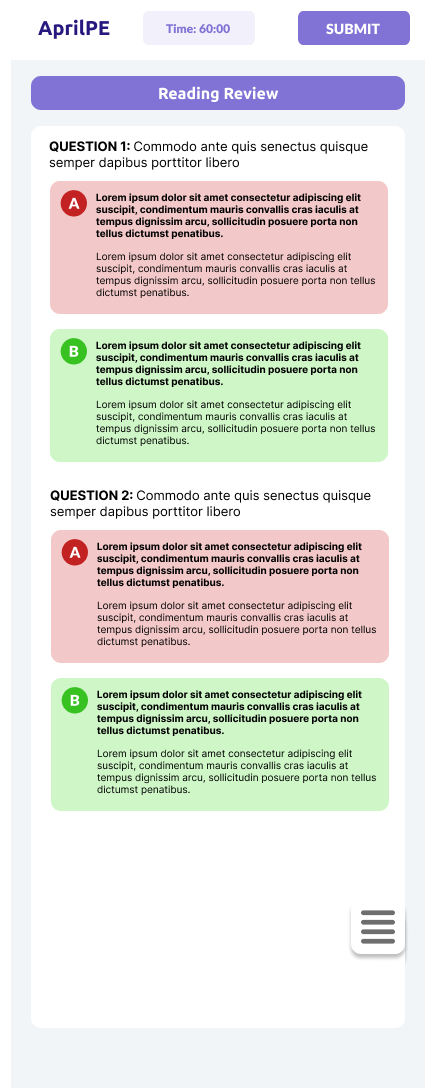 AprilPE
Time: 60:00
SUBMIT
Reading Review
QUESTION 1: Commodo ante quis senectus quisque
semper dapibus porttitor libero
A
Lorem ipsum dolor sit amet consectetur adipiscing elit
suscipit, condimentum mauris convallis cras iaculis at
tempus dignissim arcu, sollicitudin posuere porta non
tellus dictumst penatibus.
Lorem ipsum dolor sit amet consectetur adipiscing elit
suscipit, condimentum mauris convallis cras iaculis at
tempus dignissim arcu, sollicitudin posuere porta non tellus
dictumst penatibus.
B
Lorem ipsum dolor sit amet consectetur adipiscing elit
suscipit, condimentum mauris convallis cras iaculis at
tempus dignissim arcu, sollicitudin posuere porta non
tellus dictumst penatibus.
Lorem ipsum dolor sit amet consectetur adipiscing elit
suscipit, condimentum mauris convallis cras iaculis at
tempus dignissim arcu, sollicitudin posuere porta non tellus
dictumst penatibus.
QUESTION 2: Commodo ante quis senectus quisque
semper dapibus porttitor libero
A
Lorem ipsum dolor sit amet consectetur adipiscing elit
suscipit, condimentum mauris convallis cras iaculis at
tempus dignissim arcu, sollicitudin posuere porta non
tellus dictumst penatibus.
Lorem ipsum dolor sit amet consectetur adipiscing elit
suscipit, condimentum mauris convallis cras iaculis at
tempus dignissim arcu, sollicitudin posuere porta non tellus
dictumst penatibus.
B
Lorem ipsum dolor sit amet consectetur adipiscing elit
suscipit, condimentum mauris convallis cras iaculis at
tempus dignissim arcu, sollicitudin posuere porta non
tellus dictumst penatibus.
Lorem ipsum dolor sit amet consectetur adipiscing elit
suscipit, condimentum mauris convallis cras iaculis at
tempus dignissim arcu, sollicitudin posuere porta non tellus
dictumst penatibus.